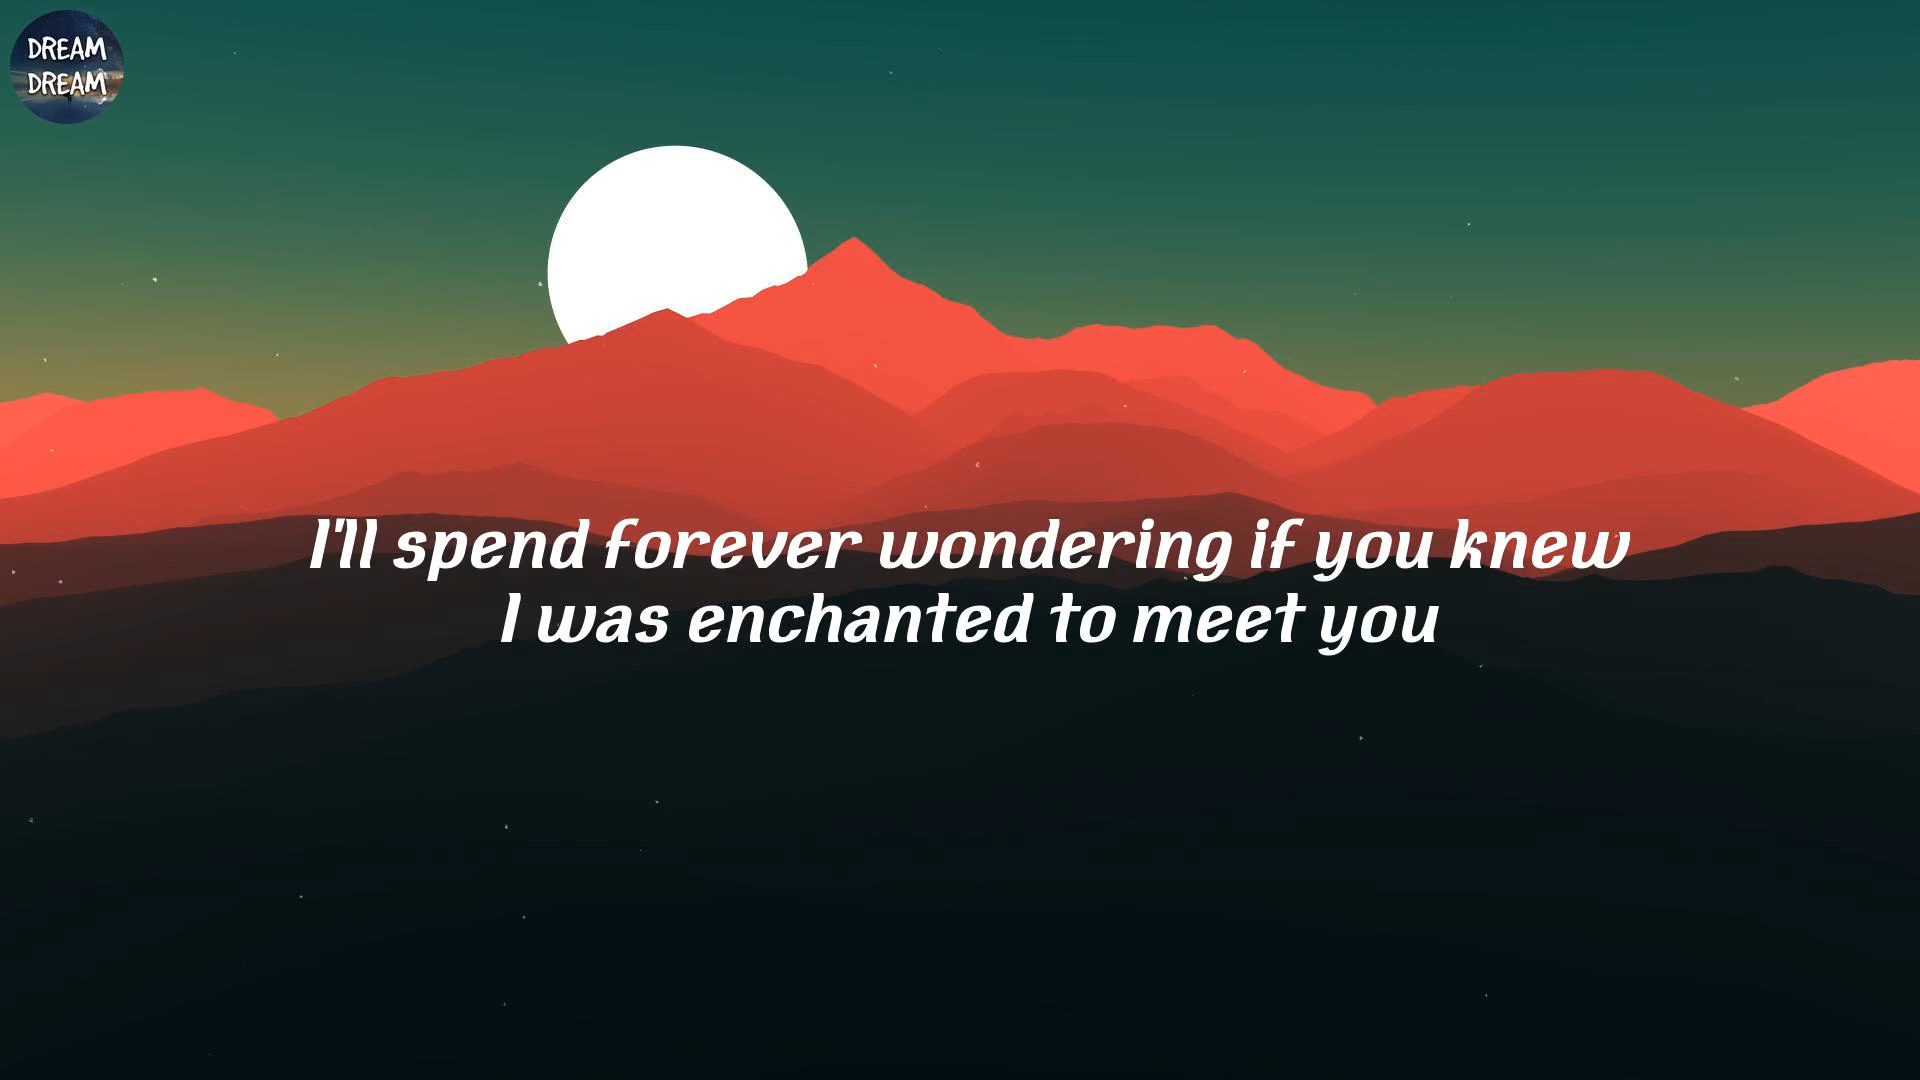 DREAM
DREAM
I'll spend forever wondering if you knew
I was enchanted to meet you